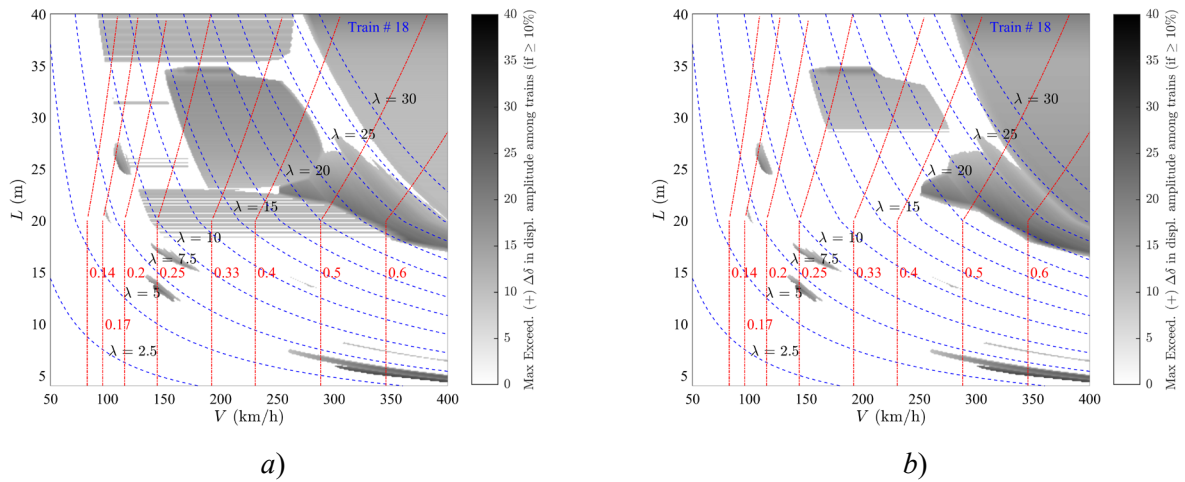 40
35
30
25
20
15
10
5
L (m)
50
100
150
200
250
300
350
400
V (km/h)
Train # 18
λ = 30
λ = 25
λ = 20
λ = 15
λ = 10
λ = 7.5
λ = 5
λ = 2.5
0.14
0.2
0.25
0.33
0.4
0.5
0.6
0.17
40
35
30
25
20
15
10
5
0
Max Exceed. (+) Δδ in displ. amplitude among trains (if ≥ 10%)
a)
40
35
30
25
20
15
10
5
L (m)
50
100
150
200
250
300
350
400
V (km/h)
Train # 18
λ = 30
λ = 25
λ = 20
λ = 15
λ = 10
λ = 7.5
λ = 5
λ = 2.5
0.14
0.2
0.25
0.33
0.4
0.5
0.6
0.17
40
35
30
25
20
15
10
5
0
Max Exceed. (+) Δδ in displ. amplitude among trains (if ≥ 10%)
b)